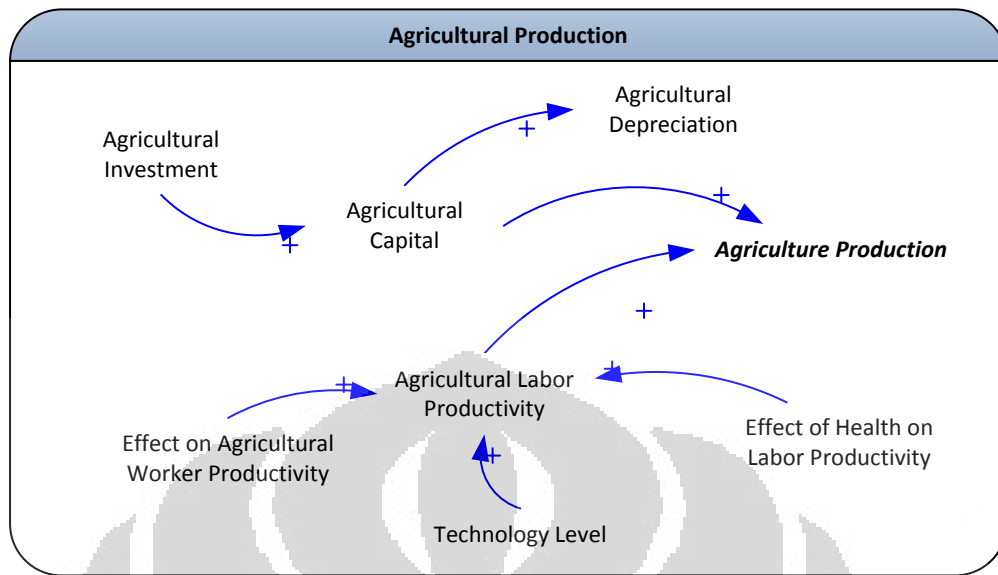 Agricultural Production
Agricultural
Depreciation
Agricultural
Investment
Agricultural
Capital
Agriculture Production
Agricultural Labor
Productivity
Effect on Agricultural
Worker Productivity
Effect of Health on
Labor Productivity
Technology Level
+
+
+
+
+
+
+